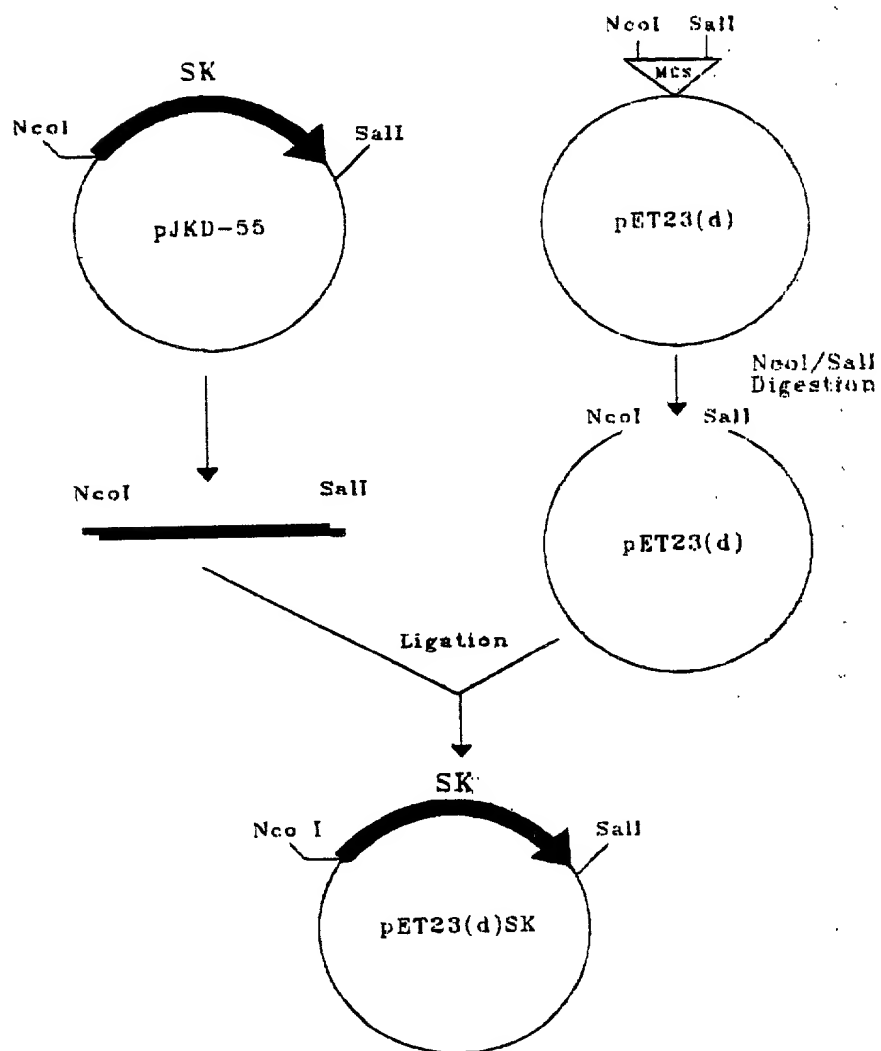 NcoI SalI
MCS
SK
NcoI
SalI
pJKD-55
pET23(d)
NcoI/SalI
Digestion
NcoI SalI
NcoI SalI
pET23(d)
Ligation
SK
Nco I
SalI
pET23(d)SK